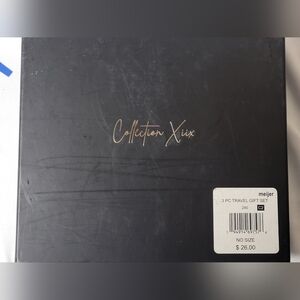 Collection Xiix
meijer
3 PC TRAVEL GIFT SET
NO SIZE
$ 26.00